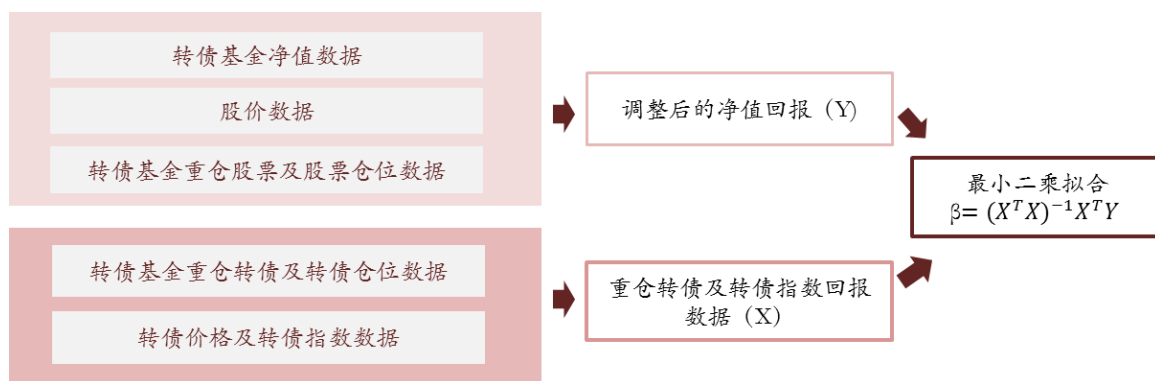 转债基金净值数据
股价数据
转债基金重仓股票及股票仓位数据
调整后的净值回报（Y)
最小二乘拟合
β= (𝑋ᵀ𝑋)⁻¹𝑋ᵀ𝑌
转债基金重仓转债及转债仓位数据
转债价格及转债指数数据
重仓转债及转债指数回报
数据（X）